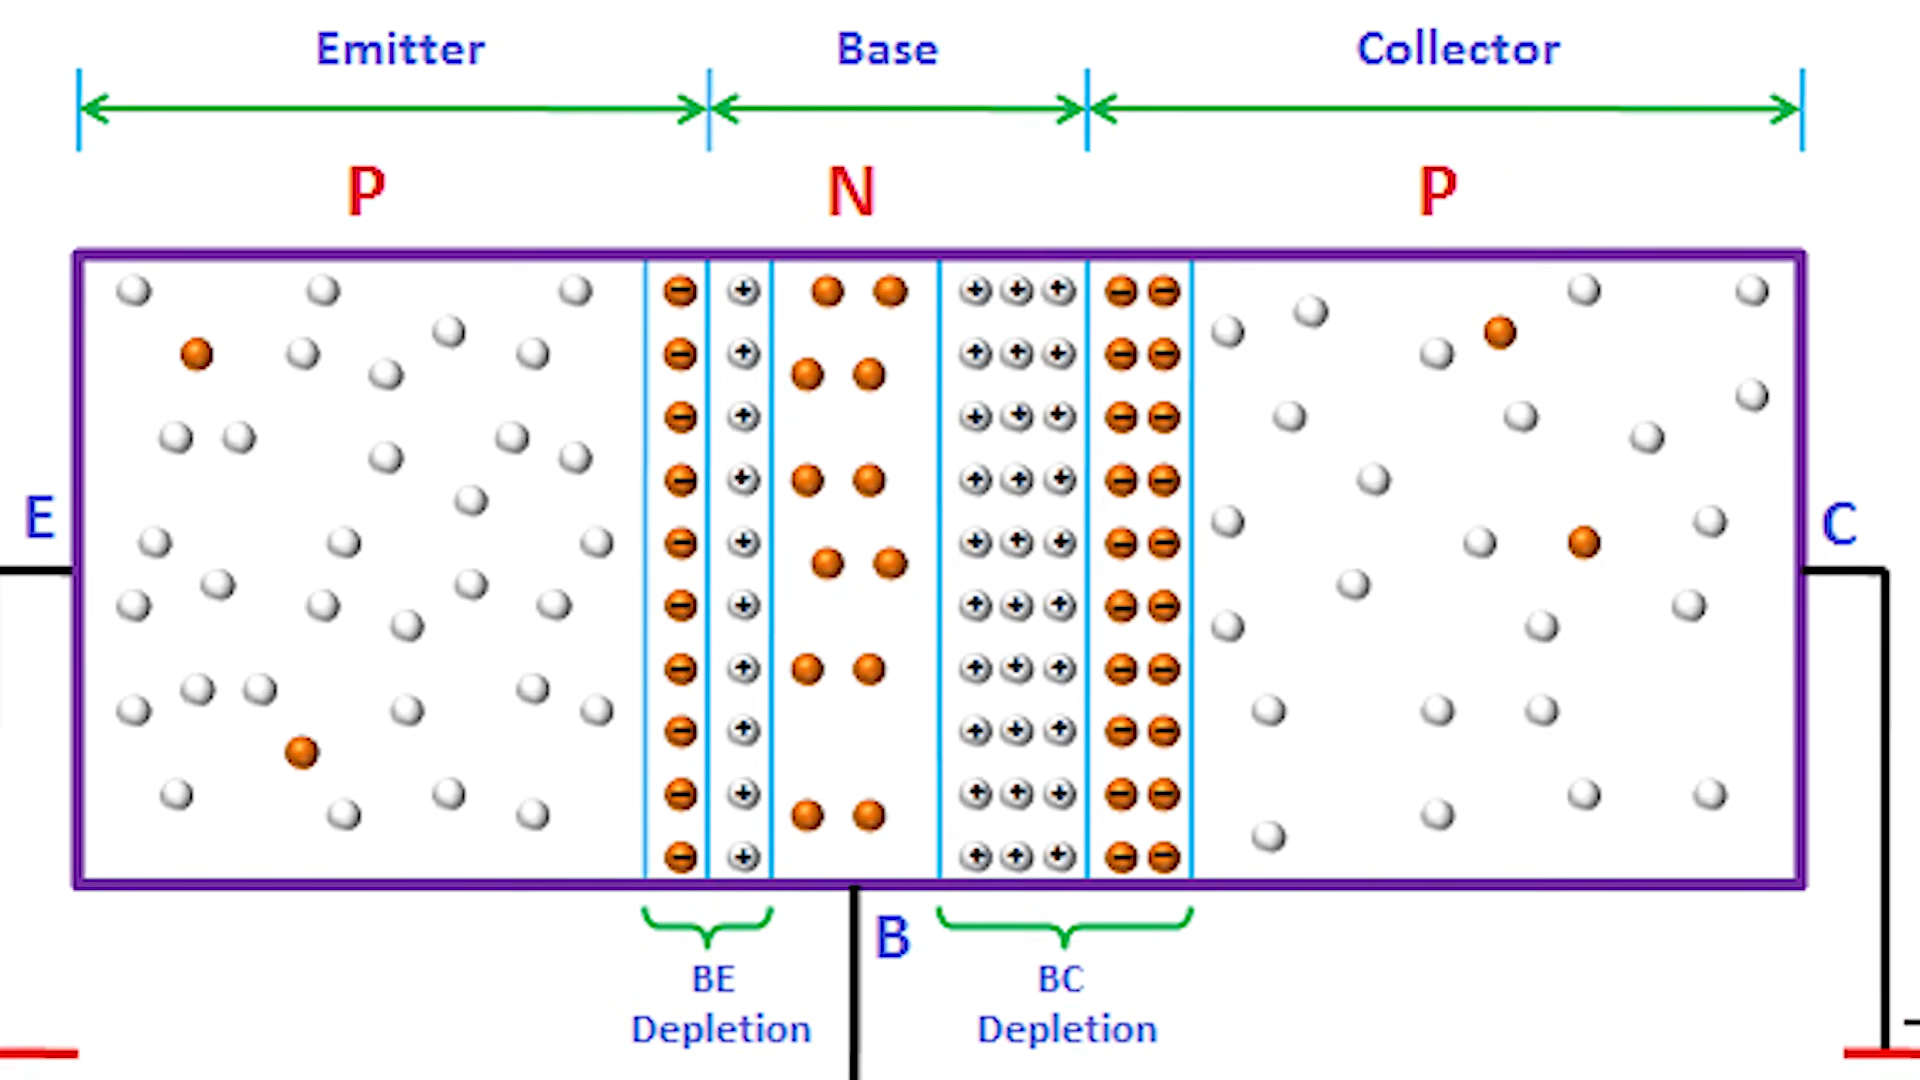 Emitter Base Collector
P N P
E
C
B
BE
Depletion
BC
Depletion